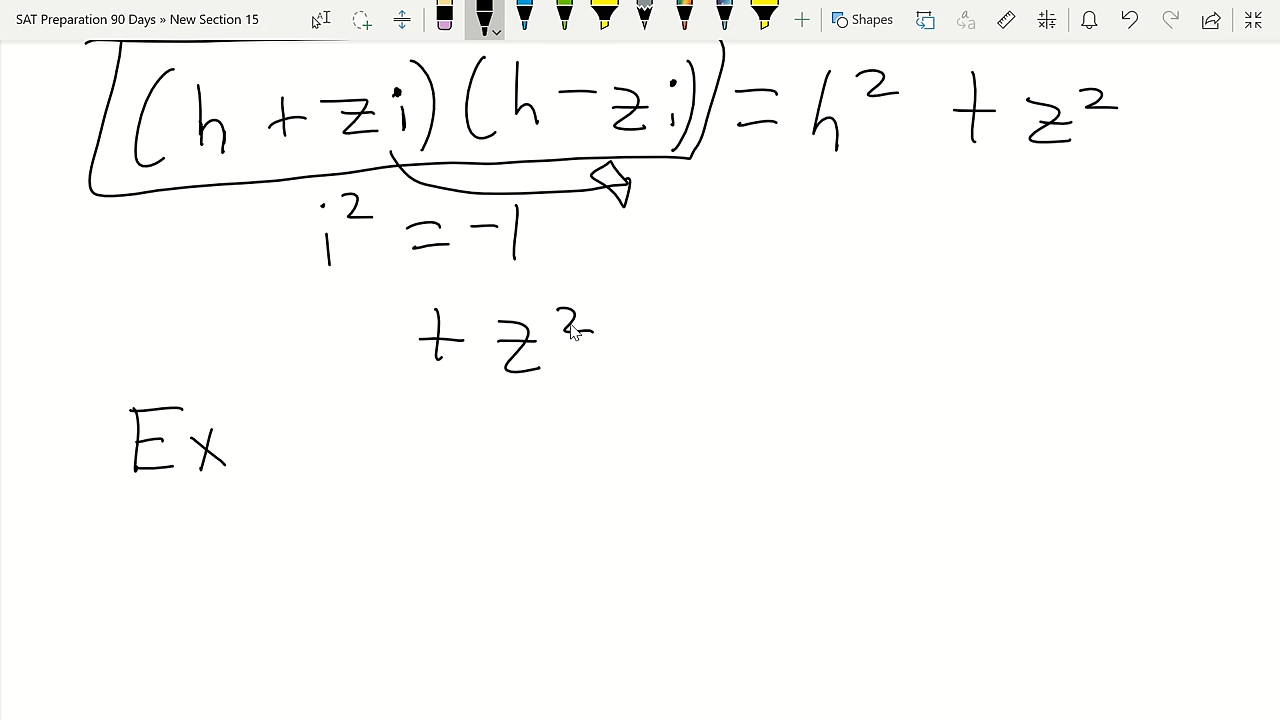 SAT Preparation 90 Days » New Section 15
Shapes
(h + zi)(h - zi) = h² + z²
i² = -1
+ z²
Ex